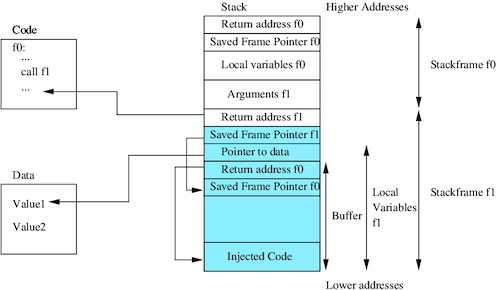 Stack
Higher Addresses
Code
f0:
...
call f1
...
Return address f0
Saved Frame Pointer f0
Local variables f0
Arguments f1
Return address f1
Stackframe f0
Saved Frame Pointer f1
Pointer to data
Return address f0
Saved Frame Pointer f0
Injected Code
Data
Value1
Value2
Buffer
Local
Variables
f1
Stackframe f1
Lower addresses